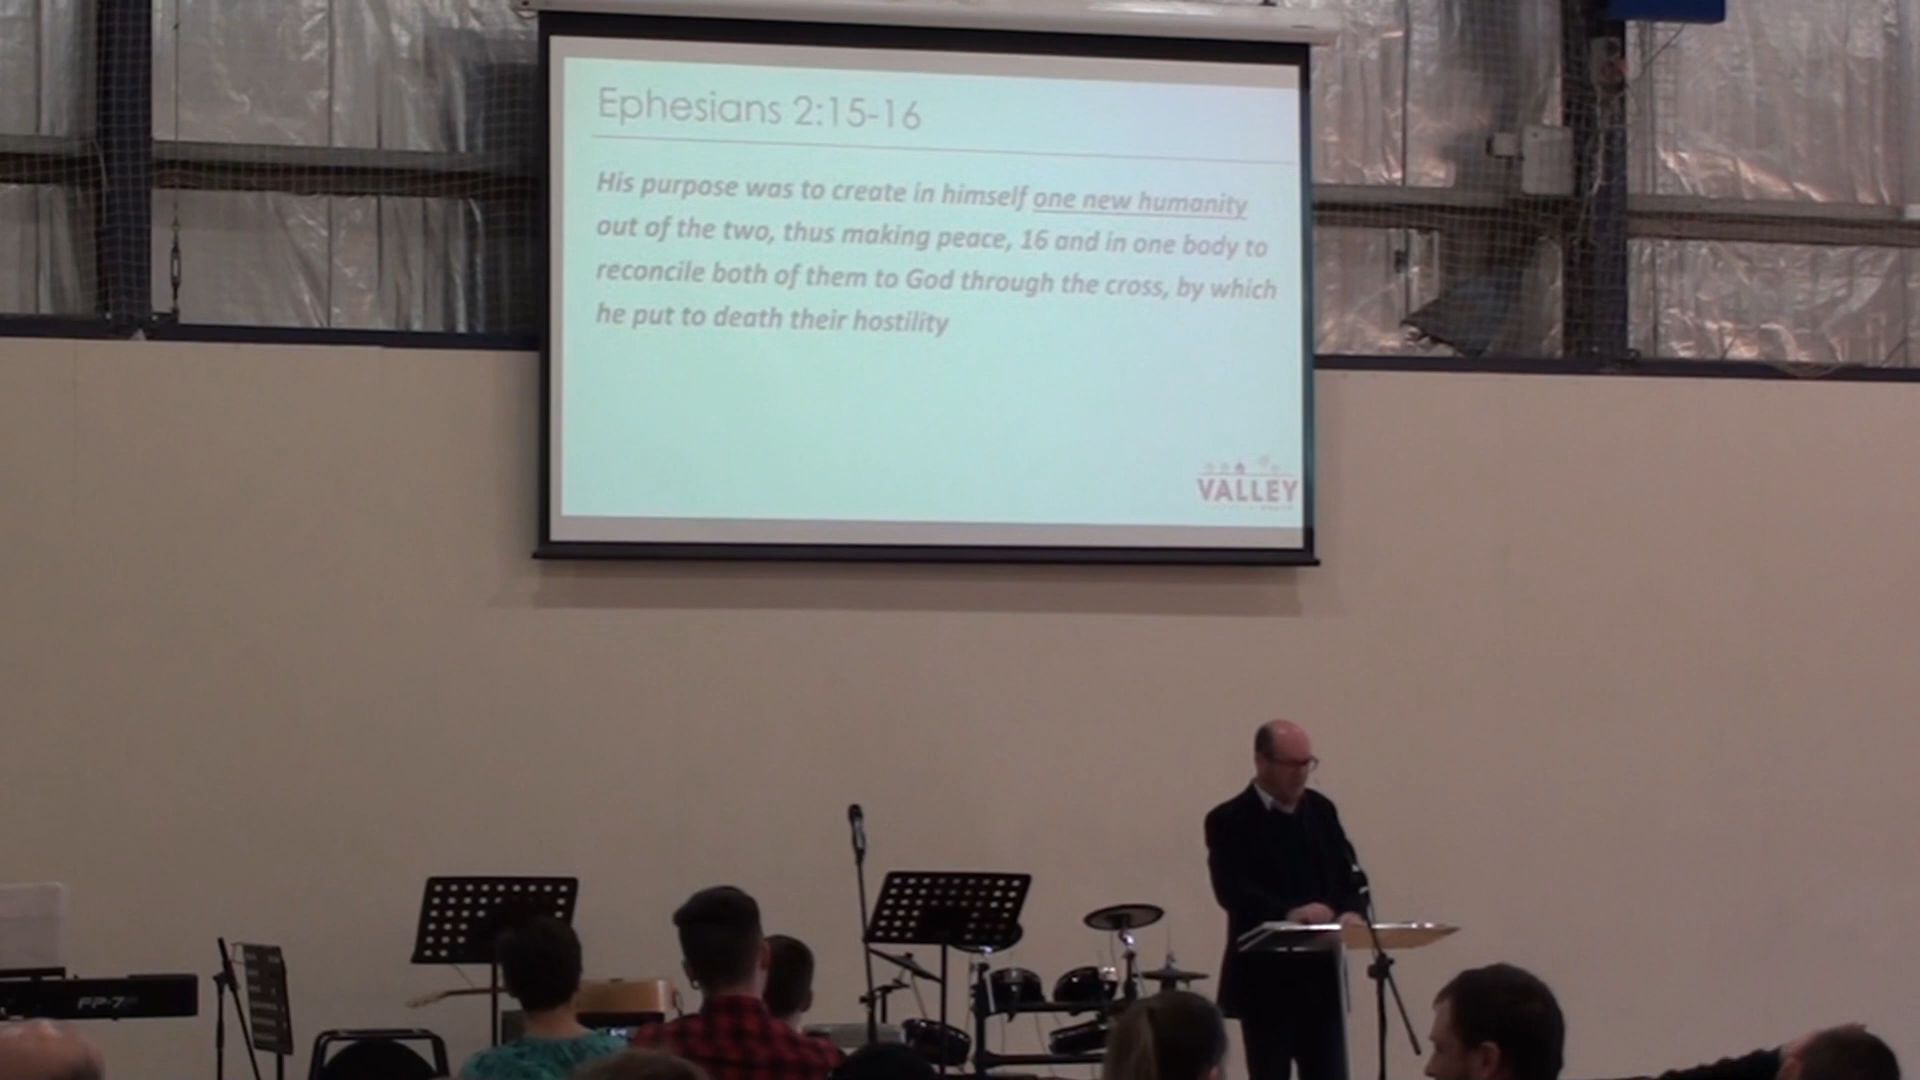 Ephesians 2:15-16
His purpose was to create in himself one new humanity
out of the two, thus making peace, 16 and in one body to
reconcile both of them to God through the cross, by which
he put to death their hostility
VALLEY
FP-7